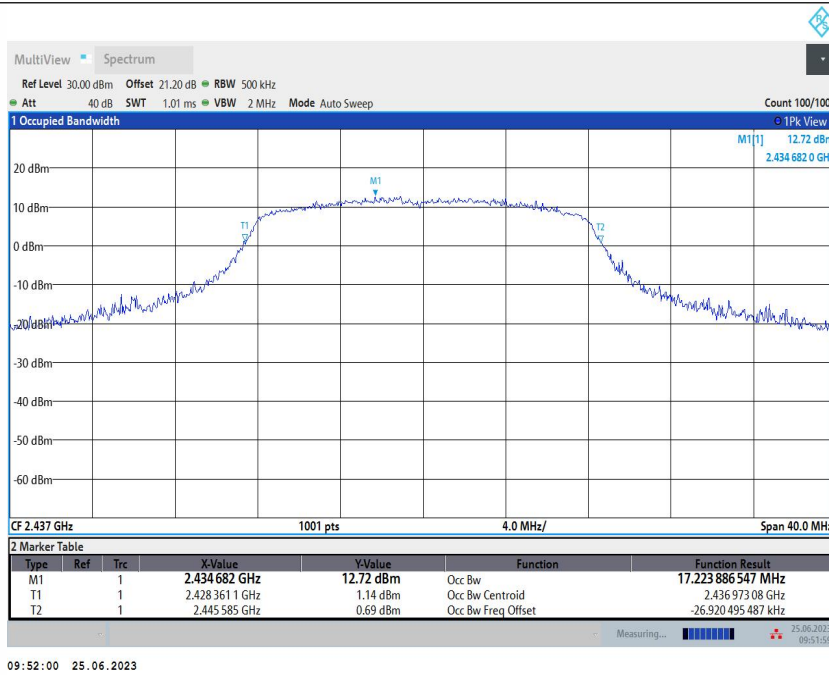 R&S
MultiView Spectrum
Ref Level 30.00 dBm Offset 21.20 dB RBW 500 kHz
Att 40 dB SWT 1.01 ms VBW 2 MHz Mode Auto Sweep Count 100/100
1 Occupied Bandwidth 1Pk View
M1[1] 12.72 dBm
2.434 682 0 GH
20 dBm
M1
10 dBm
T1
T2
0 dBm
-10 dBm
-20 dBm
-30 dBm
-40 dBm
-50 dBm
-60 dBm
CF 2.437 GHz 1001 pts 4.0 MHz/ Span 40.0 MHz
2 Marker Table
Type Ref Trc X-Value Y-Value Function Function Result
M1 1 2.434 682 GHz 12.72 dBm Occ Bw 17.223 886 547 MHz
T1 1 2.428 361 1 GHz 1.14 dBm Occ Bw Centroid 2.436 973 08 GHz
T2 1 2.445 585 GHz 0.69 dBm Occ Bw Freq Offset -26.920 495 487 kHz
Measuring... 25.06.2023
09:51:59
09:52:00 25.06.2023